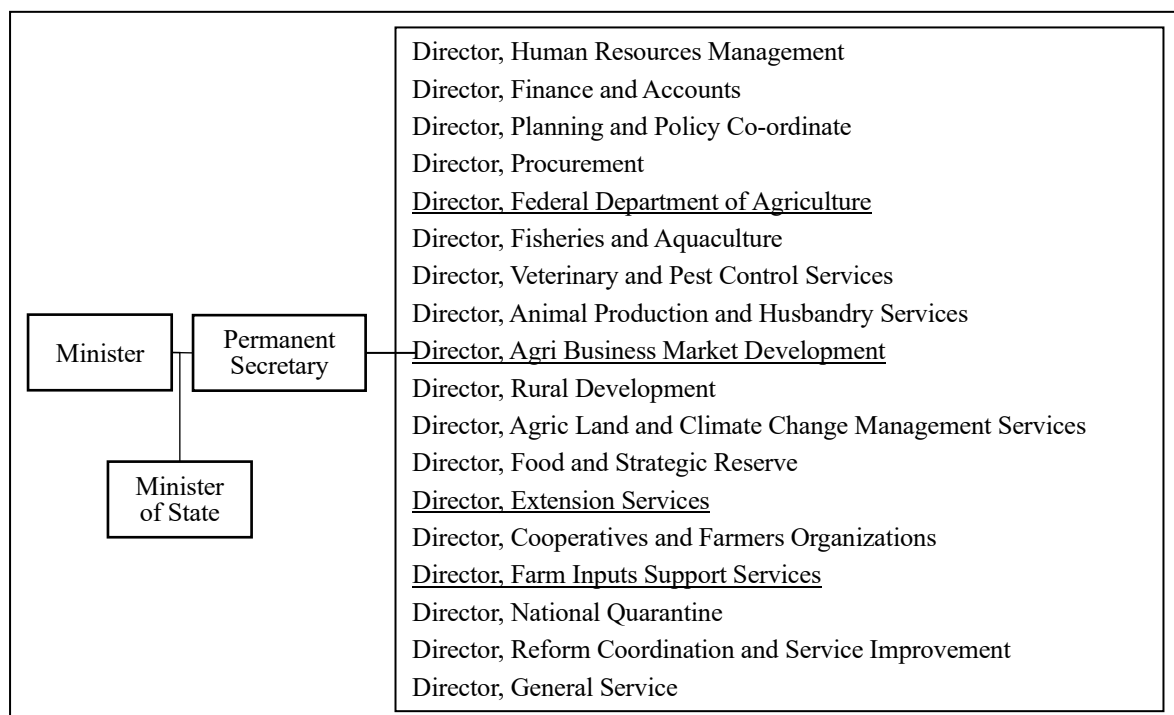 Minister
Permanent
Secretary
Minister
of State
Director, Human Resources Management
Director, Finance and Accounts
Director, Planning and Policy Co-ordinate
Director, Procurement
Director, Federal Department of Agriculture
Director, Fisheries and Aquaculture
Director, Veterinary and Pest Control Services
Director, Animal Production and Husbandry Services
Director, Agri Business Market Development
Director, Rural Development
Director, Agric Land and Climate Change Management Services
Director, Food and Strategic Reserve
Director, Extension Services
Director, Cooperatives and Farmers Organizations
Director, Farm Inputs Support Services
Director, National Quarantine
Director, Reform Coordination and Service Improvement
Director, General Service